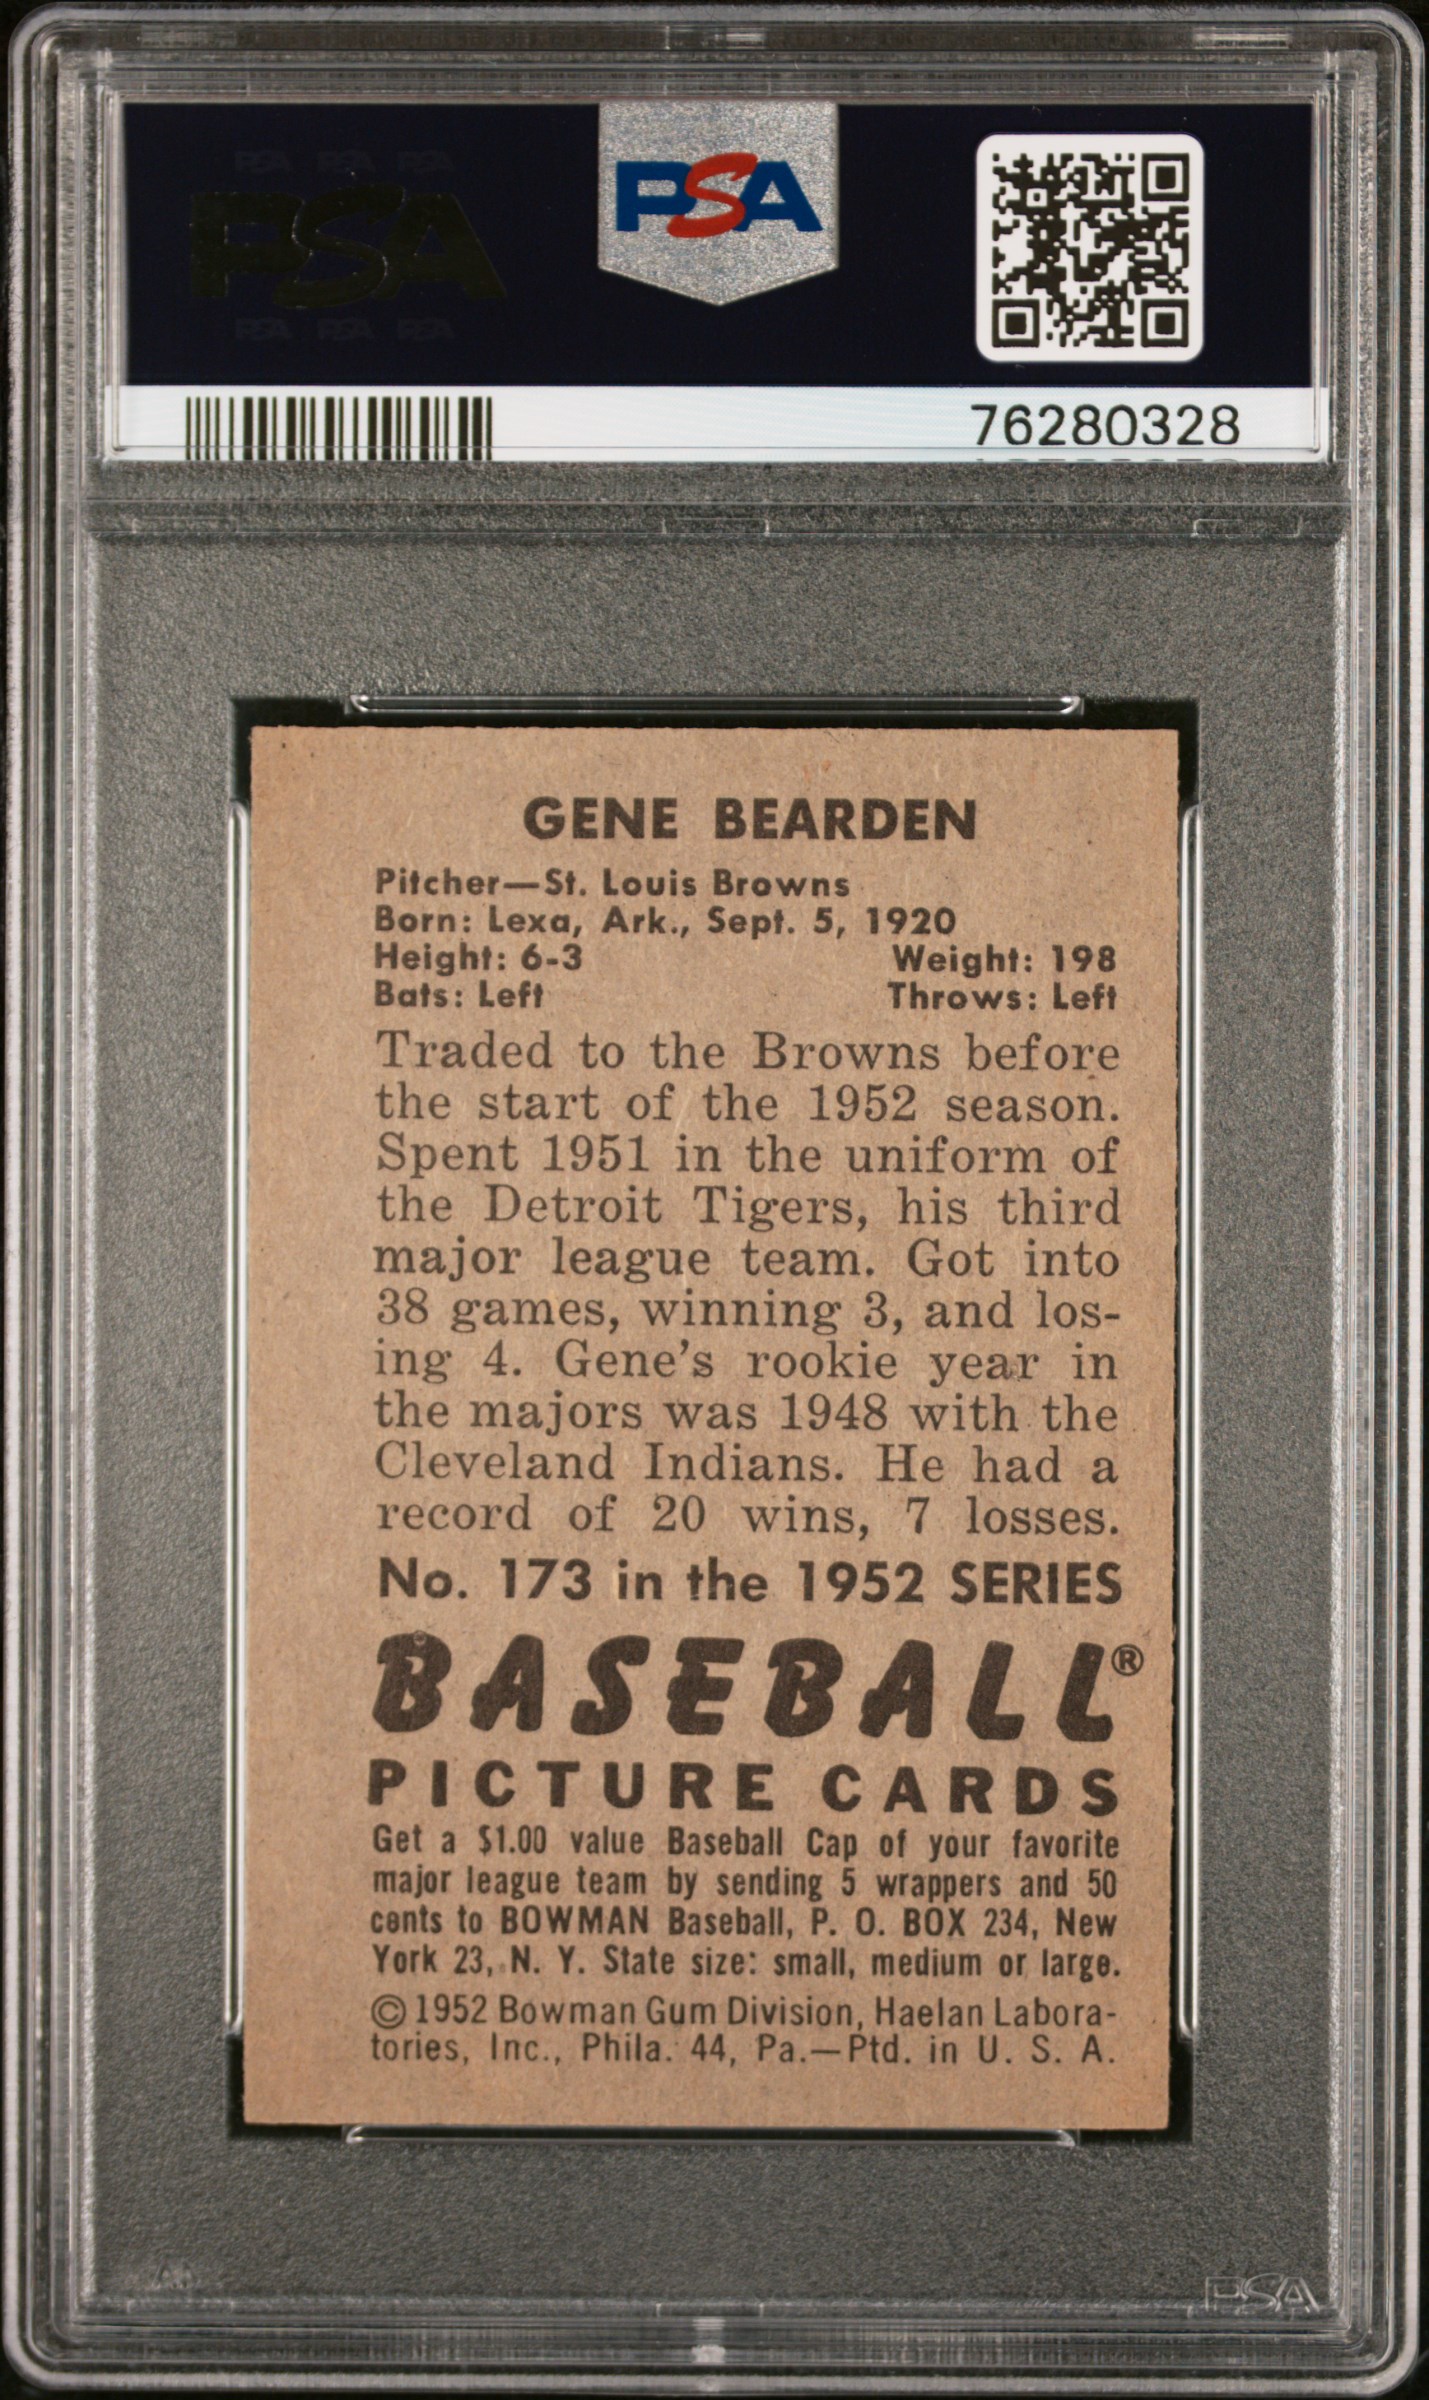 PSA PSA PSA
PSA
PSA PSA PSA
PSA
76280328
GENE BEARDEN
Pitcher—St. Louis Browns
Born: Lexa, Ark., Sept. 5, 1920
Height: 6-3 Weight: 198
Bats: Left Throws: Left
Traded to the Browns before
the start of the 1952 season.
Spent 1951 in the uniform of
the Detroit Tigers, his third
major league team. Got into
38 games, winning 3, and los-
ing 4. Gene's rookie year in
the majors was 1948 with the
Cleveland Indians. He had a
record of 20 wins, 7 losses.
No. 173 in the 1952 SERIES
BASEBALL®
PICTURE CARDS
Get a $1.00 value Baseball Cap of your favorite
major league team by sending 5 wrappers and 50
cents to BOWMAN Baseball, P. O. BOX 234, New
York 23, N. Y. State size: small, medium or large.
©1952 Bowman Gum Division, Haelan Labora-
tories, Inc., Phila. 44, Pa.—Ptd. in U. S. A.
PSA